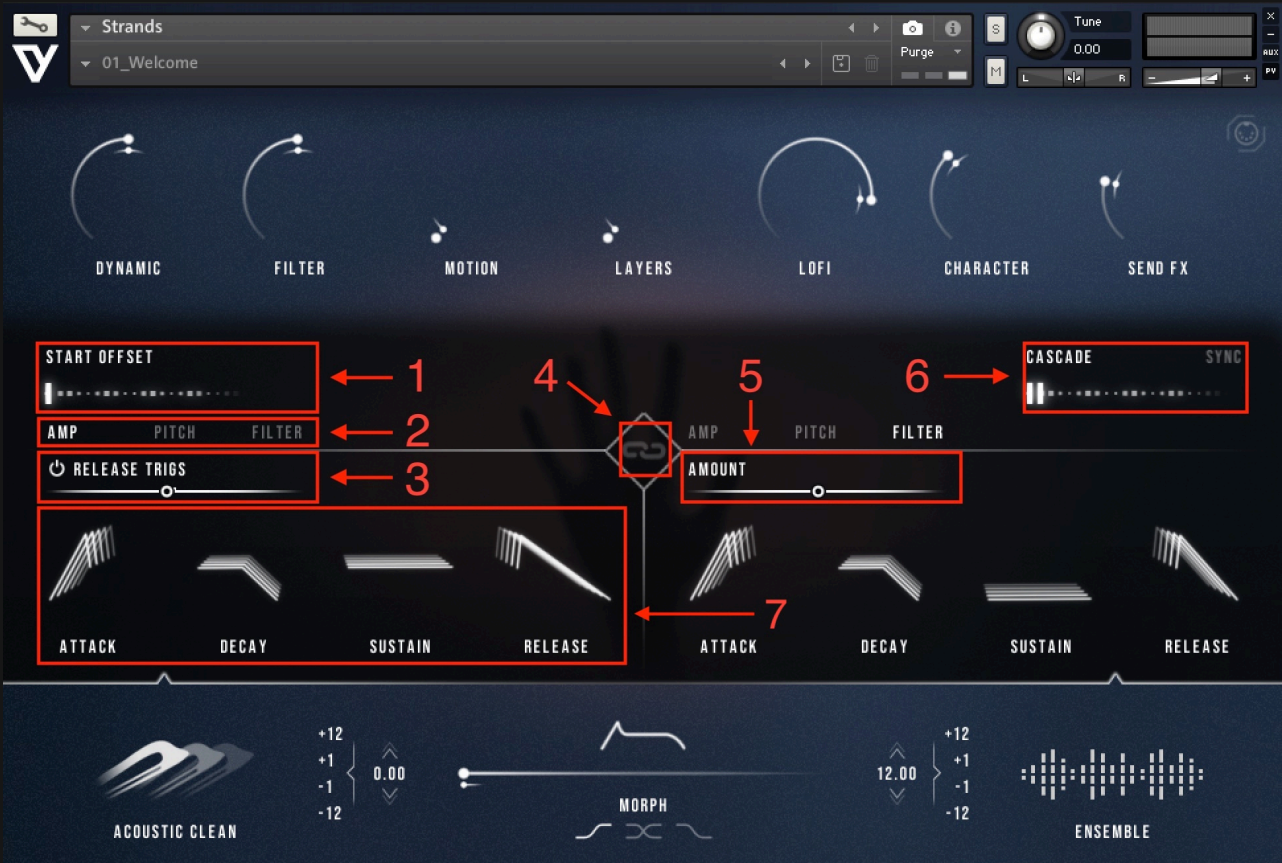 Strands
01_Welcome
Purge
S
M
Tune
0.00
L R
- +
×
-
AUX
PV
DYNAMIC FILTER MOTION LAYERS LOFI CHARACTER SEND FX
START OFFSET
1
4
5
6
CASCADE SYNC
AMP PITCH FILTER
2
AMP PITCH FILTER
RELEASE TRIGS
3
AMOUNT
7
ATTACK DECAY SUSTAIN RELEASE
ATTACK DECAY SUSTAIN RELEASE
+12
+1
-1
-12
0.00
12.00
+12
+1
-1
-12
MORPH
ACOUSTIC CLEAN
ENSEMBLE